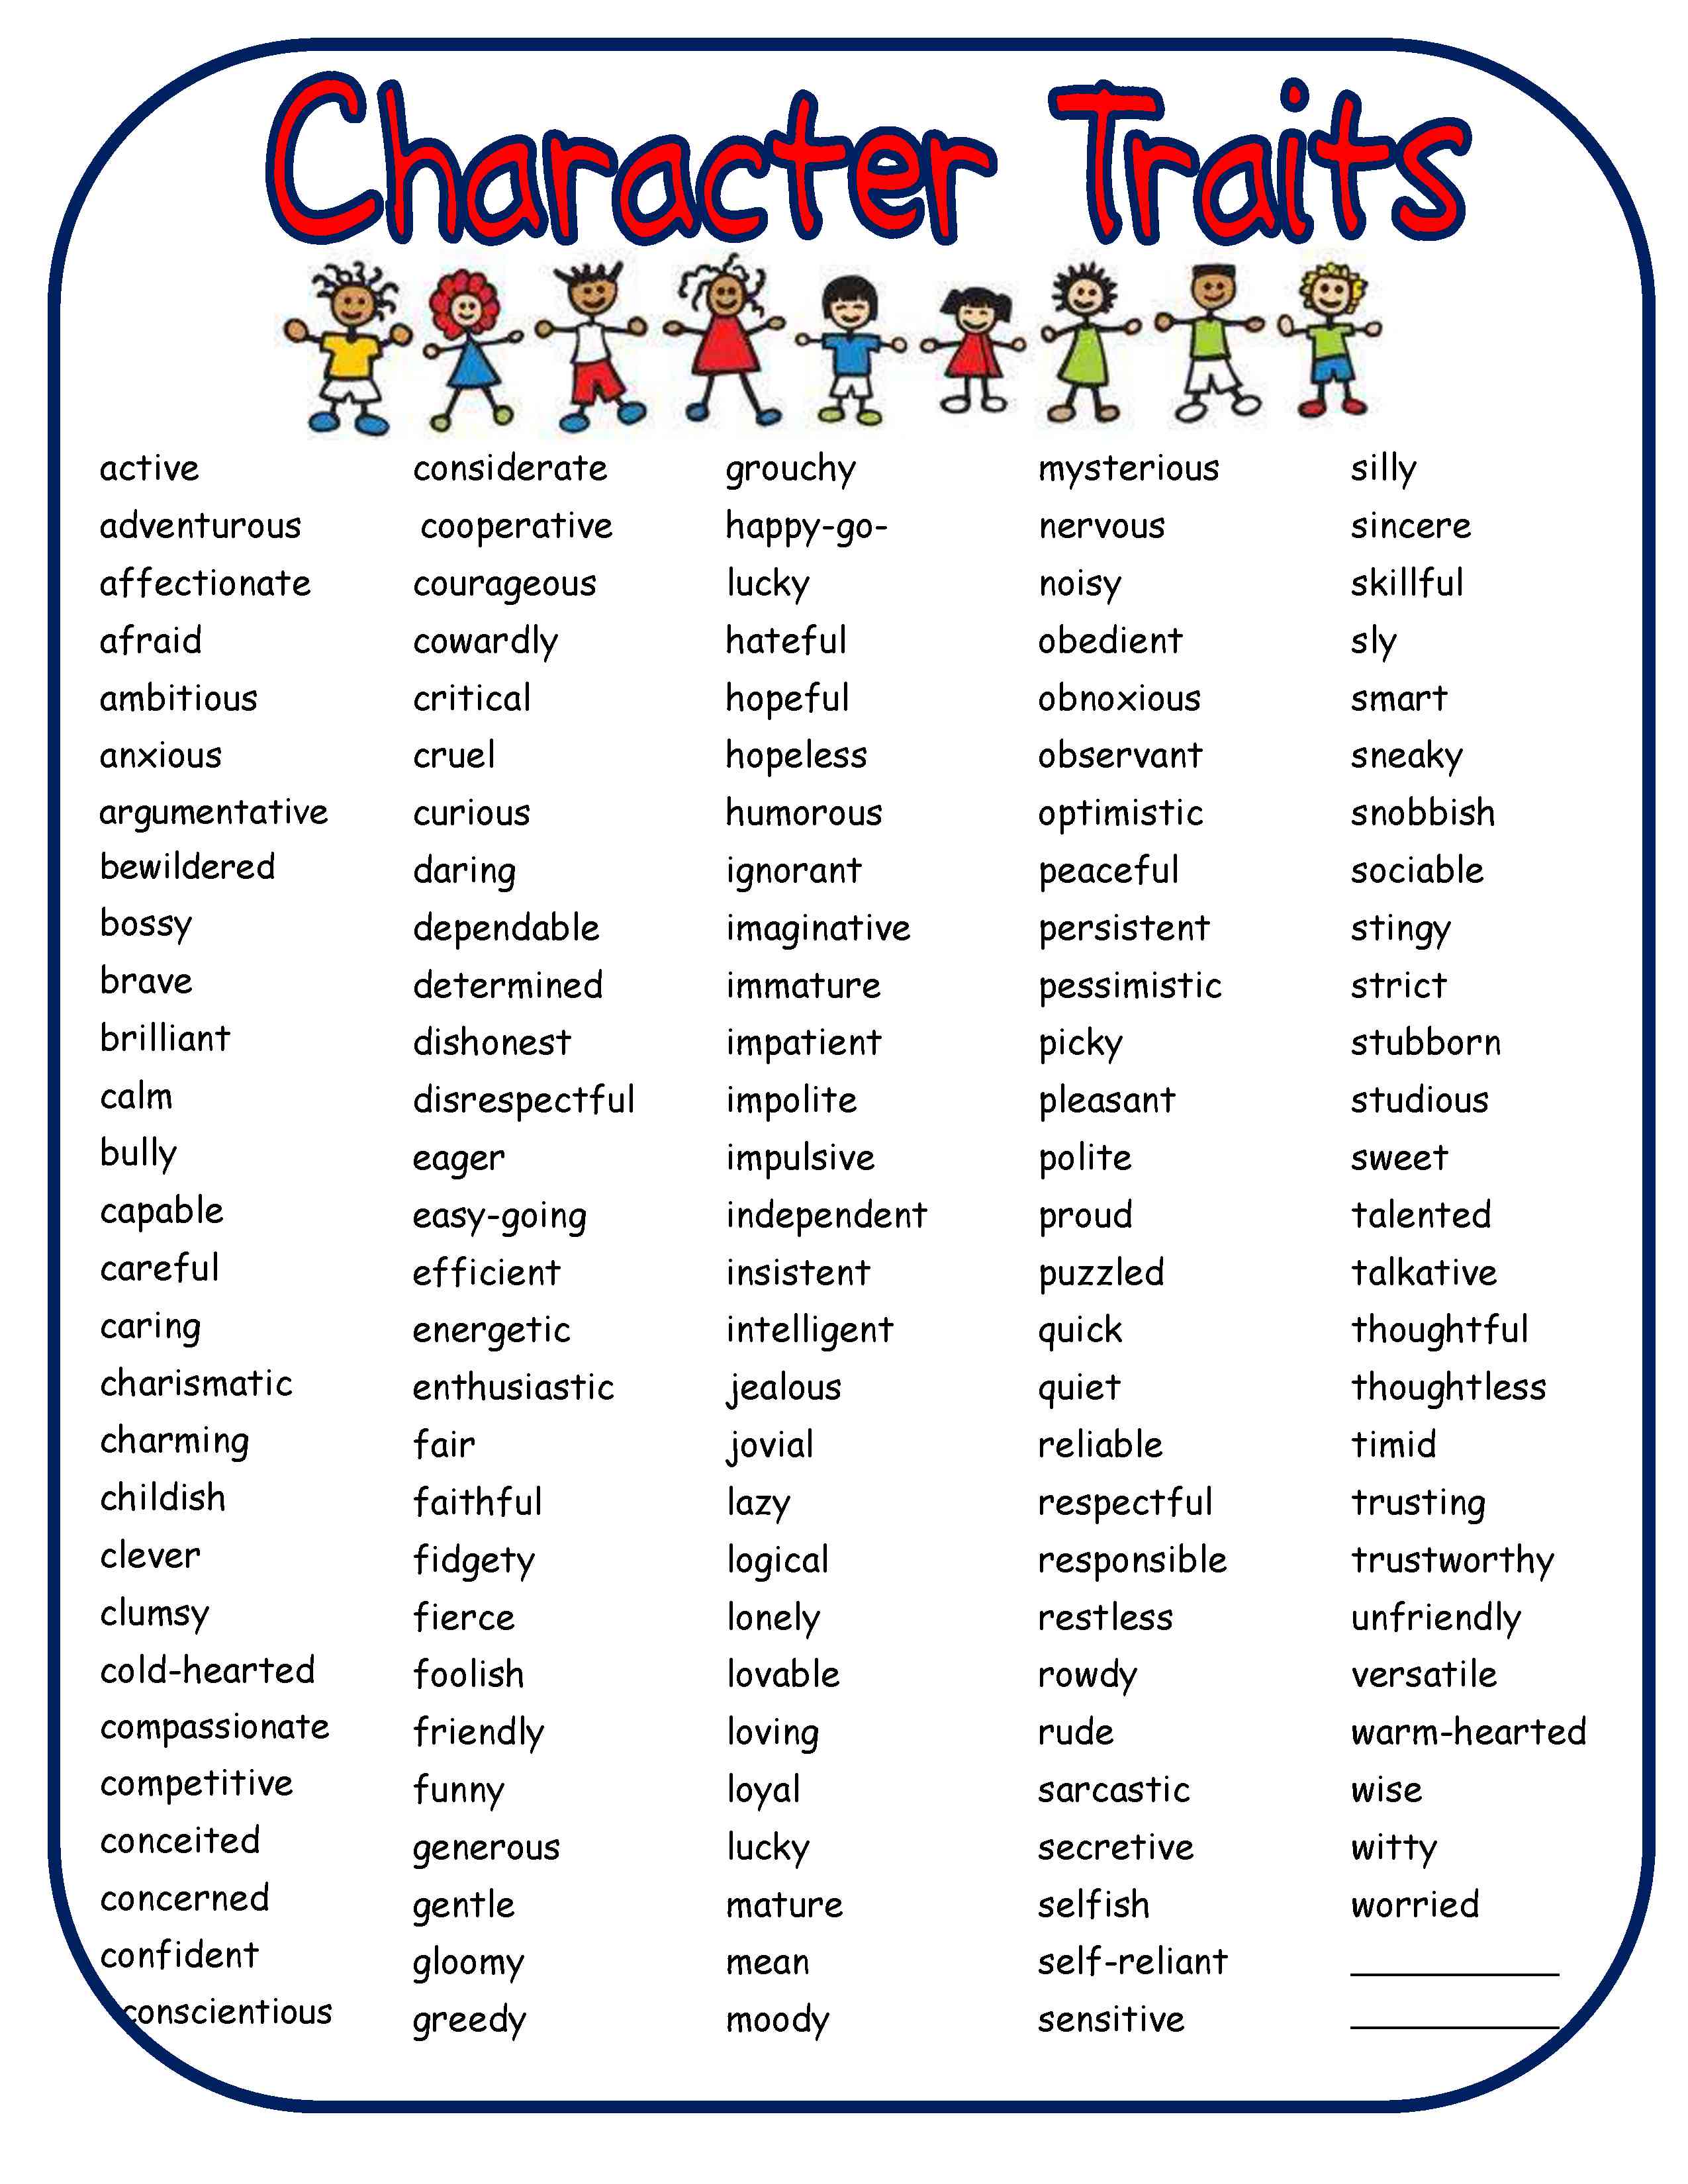 Character Traits
active
adventurous
affectionate
afraid
ambitious
anxious
argumentative
bewildered
bossy
brave
brilliant
calm
bully
capable
careful
caring
charismatic
charming
childish
clever
clumsy
cold-hearted
compassionate
competitive
conceited
concerned
confident
conscientious
considerate
cooperative
courageous
cowardly
critical
cruel
curious
daring
dependable
determined
dishonest
disrespectful
eager
easy-going
efficient
energetic
enthusiastic
fair
faithful
fidgety
fierce
foolish
friendly
funny
generous
gentle
gloomy
greedy
grouchy
happy-go-
lucky
hateful
hopeful
hopeless
humorous
ignorant
imaginative
immature
impatient
impolite
impulsive
independent
insistent
intelligent
jealous
jovial
lazy
logical
lonely
lovable
loving
loyal
lucky
mature
mean
moody
mysterious
nervous
noisy
obedient
obnoxious
observant
optimistic
peaceful
persistent
pessimistic
picky
pleasant
polite
proud
puzzled
quick
quiet
reliable
respectful
responsible
restless
rowdy
rude
sarcastic
secretive
selfish
self-reliant
sensitive
silly
sincere
skillful
sly
smart
sneaky
snobbish
sociable
stingy
strict
stubborn
studious
sweet
talented
talkative
thoughtful
thoughtless
timid
trusting
trustworthy
unfriendly
versatile
warm-hearted
wise
witty
worried